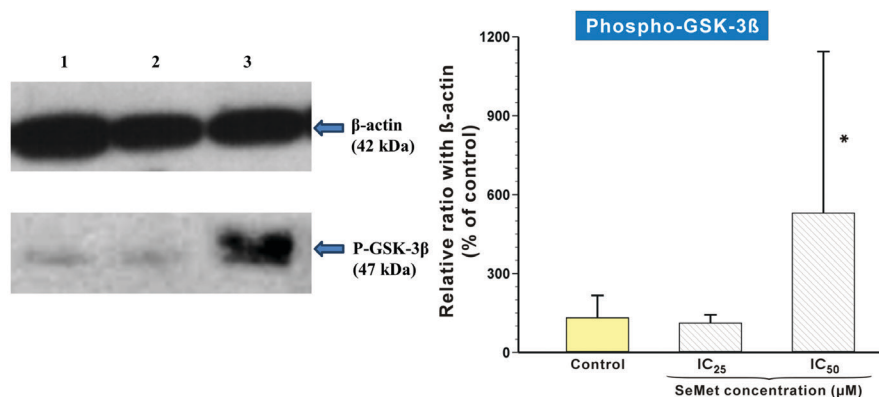 1 2 3
β-actin
(42 kDa)
P-GSK-3β
(47 kDa)
Phospho-GSK-3ß
Relative ratio with ß-actin
(% of control)
1200
900
600
300
0
*
Control IC25 IC50
SeMet concentration (µM)